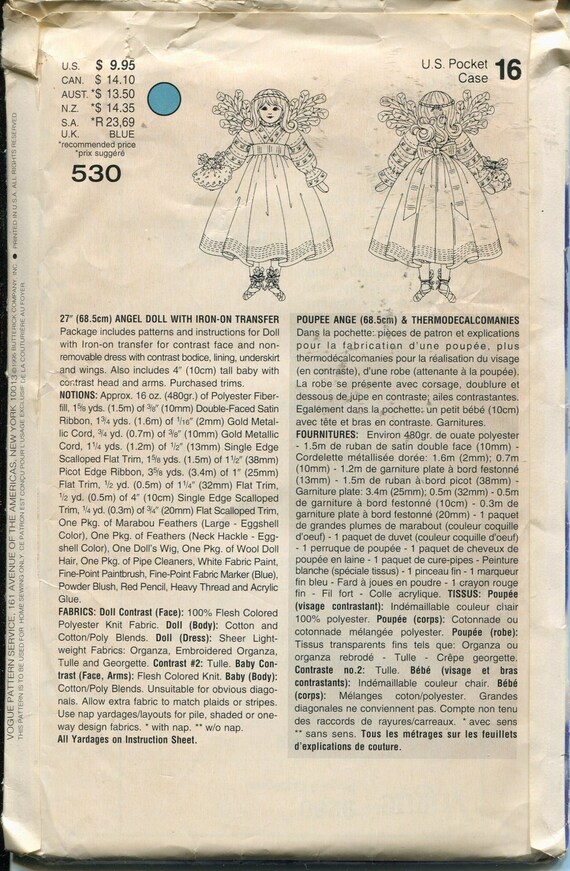 U.S. $ 9.95
CAN. $ 14.10
AUST. *$ 13.50
N.Z. *$ 14.35
S.A. *R 23,69
U.K. BLUE
*recommended price
*prix suggéré
530
U.S. Pocket
Case 16
27" (68.5cm) ANGEL DOLL WITH IRON-ON TRANSFER
Package includes patterns and instructions for Doll
with Iron-on transfer for contrast face and non-
removable dress with contrast bodice, lining, underskirt
and wings. Also includes 4" (10cm) tall baby with
contrast head and arms. Purchased trims.
NOTIONS: Approx. 16 oz. (480gr.) of Polyester Fiber-
fill, 1⅝ yds. (1.5m) of ⅜" (10mm) Double-Faced Satin
Ribbon, 1¾ yds. (1.6m) of 1/16" (2mm) Gold Metal-
lic Cord, ¾ yd. (0.7m) of ⅜" (10mm) Gold Metallic
Cord, 1¼ yds. (1.2m) of ½" (13mm) Single Edge
Scalloped Flat Trim, 1⅝ yds. (1.5m) of 1½" (38mm)
Picot Edge Ribbon, 3⅝ yds. (3.4m) of 1" (25mm)
Flat Trim, ½ yd. (0.5m) of 1¼" (32mm) Flat Trim,
½ yd. (0.5m) of 4" (10cm) Single Edge Scalloped
Trim, ¼ yd. (0.3m) of ¾" (20mm) Flat Scalloped Trim,
One Pkg. of Marabou Feathers (Large - Eggshell
Color), One Pkg. of Feathers (Neck Hackle - Egg-
shell Color), One Doll's Wig, One Pkg. of Wool Doll
Hair, One Pkg. of Pipe Cleaners, White Fabric Paint,
Fine-Point Paintbrush, Fine-Point Fabric Marker (Blue),
Powder Blush, Red Pencil, Heavy Thread and Acrylic
Glue.
FABRICS: Doll Contrast (Face): 100% Flesh Colored
Polyester Knit Fabric. Doll (Body): Cotton and
Cotton/Poly Blends. Doll (Dress): Sheer Light-
weight Fabrics: Organza, Embroidered Organza,
Tulle and Georgette. Contrast #2: Tulle. Baby Con-
trast (Face, Arms): Flesh Colored Knit. Baby (Body):
Cotton/Poly Blends. Unsuitable for obvious diago-
nals. Allow extra fabric to match plaids or stripes.
Use nap yardages/layouts for pile, shaded or one-
way design fabrics. * with nap. ** w/o nap.
All Yardages on Instruction Sheet.
POUPEE ANGE (68.5cm) & THERMODECALCOMANIES
Dans la pochette: pièces de patron et explications
pour la fabrication d'une poupée, plus
thermodécalcomanies pour la réalisation du visage
(en contraste), d'une robe (attenante à la poupée).
La robe se présente avec corsage, doublure et
dessous de jupe en contraste; ailes contrastantes.
Egalement dans la pochette: un petit bébé (10cm)
avec tête et bras en contraste. Garnitures.
FOURNITURES: Environ 480gr. de ouate polyester
- 1.5m de ruban de satin double face (10mm) -
Cordelette métallisée dorée: 1.6m (2mm); 0.7m
(10mm) - 1.2m de garniture plate à bord festonné
(13mm) - 1.5m de ruban à bord picot (38mm) -
Garniture plate: 3.4m (25mm); 0.5m (32mm) - 0.5m
de garniture à bord festonné (10cm) - 0.3m de
garniture plate à bord festonné (20mm) - 1 paquet
de grandes plumes de marabout (couleur coquille
d'oeuf) - 1 paquet de duvet (couleur coquille d'oeuf)
- 1 perruque de poupée - 1 paquet de cheveux de
poupée en laine - 1 paquet de cure-pipes - Peinture
blanche (spéciale tissus) - 1 pinceau fin - 1 marqueur
fin bleu - Fard à joues en poudre - 1 crayon rouge
fin - Fil fort - Colle acrylique. TISSUS: Poupée
(visage contrastant): Indémaillable couleur chair
100% polyester. Poupée (corps): Cotonnade ou
cottonnade mélangée polyester. Poupée (robe):
Tissus transparents fins tels que: Organza ou
organza rebrodé - Tulle - Crêpe georgette.
Contraste no.2: Tulle. Bébé (visage et bras
contrastants): Indémaillable couleur chair. Bébé
(corps): Mélanges coton/polyester. Grandes
diagonales ne conviennent pas. Compte non tenu
des raccords de rayures/carreaux. * avec sens
** sans sens. Tous les métrages sur les feuillets
d'explications de couture.
VOGUE PATTERN SERVICE, 161 AVENUE OF THE AMERICAS, NEW YORK, 10013 BUTTERICK COMPANY, INC. • PRINTED IN U.S.A. ALL RIGHTS RESERVED
THIS PATTERN IS TO BE USED FOR HOME SEWING ONLY. CE PATRON EST CONÇU POUR L'USAGE EXCLUSIF DE LA COUTURIERE AU FOYER.